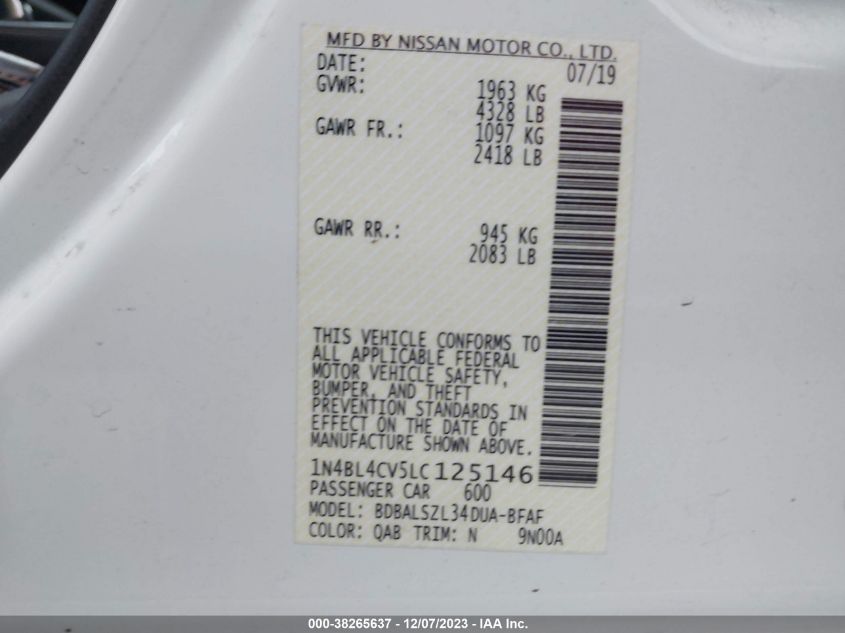 MFD BY NISSAN MOTOR CO., LTD.
DATE: 07/19
GVWR: 1963 KG
4328 LB
GAWR FR.: 1097 KG
2418 LB
GAWR RR.: 945 KG
2083 LB
THIS VEHICLE CONFORMS TO
ALL APPLICABLE FEDERAL
MOTOR VEHICLE SAFETY,
BUMPER, AND THEFT
PREVENTION STANDARDS IN
EFFECT ON THE DATE OF
MANUFACTURE SHOWN ABOVE.
1N4BL4CV5LC125146
PASSENGER CAR 600
MODEL: BDBALSZL34DUA-BFAF
COLOR: QAB TRIM: N 9N00A
000-38265637 - 12/07/2023 - IAA Inc.